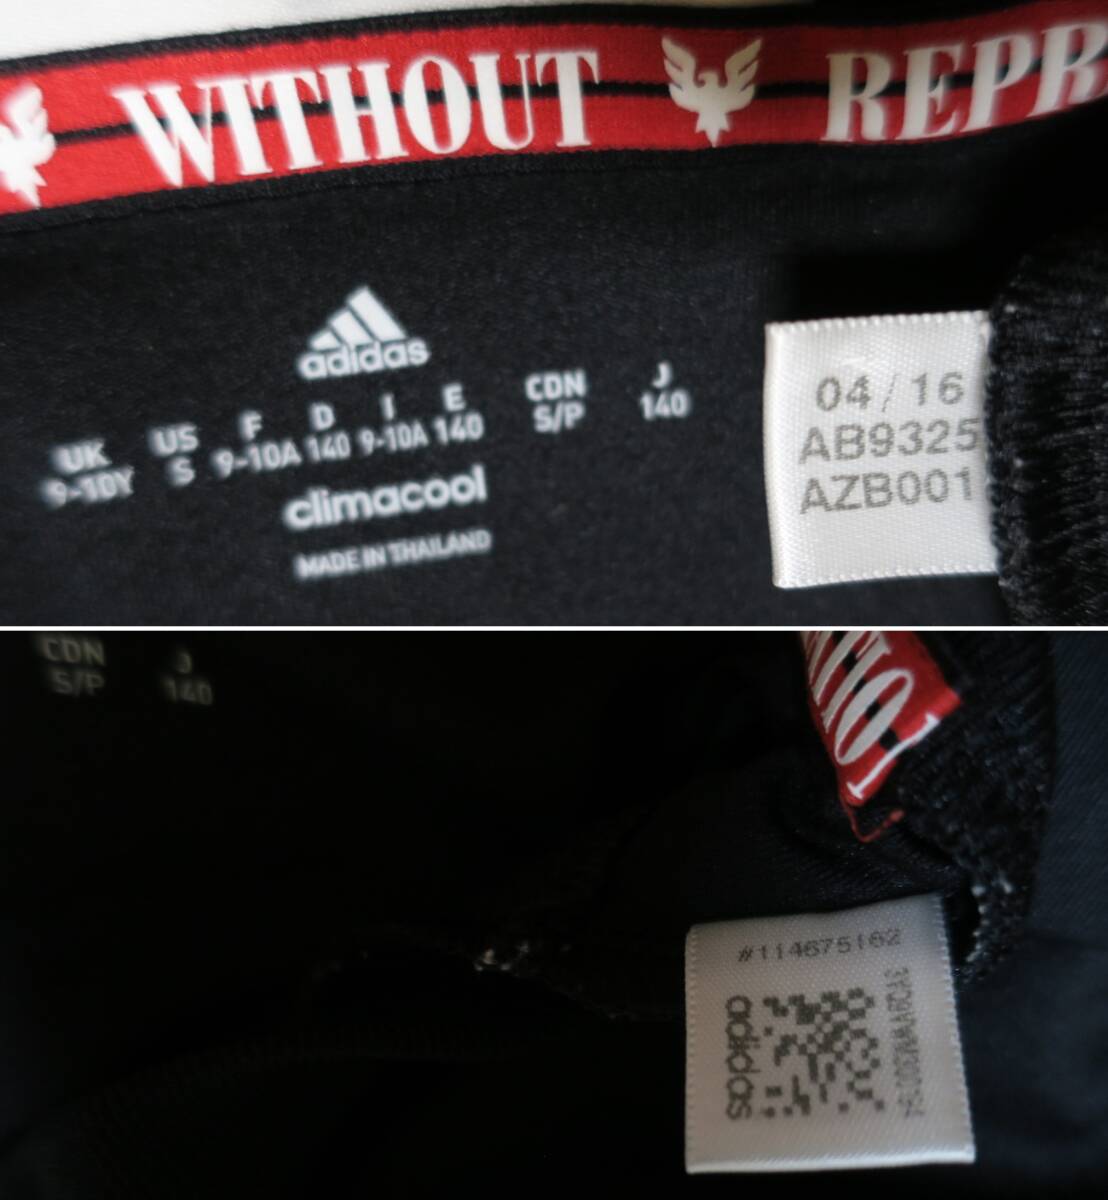 WITHOUT REPR
adidas
UK US F D I E CDN J
9-10Y S 9-10A 140 9-10A 140 S/P 140
climacool
MADE IN THAILAND
04/16
AB9325
AZB001
CDN J
S/P 140
ATIO
#114675162
adidas